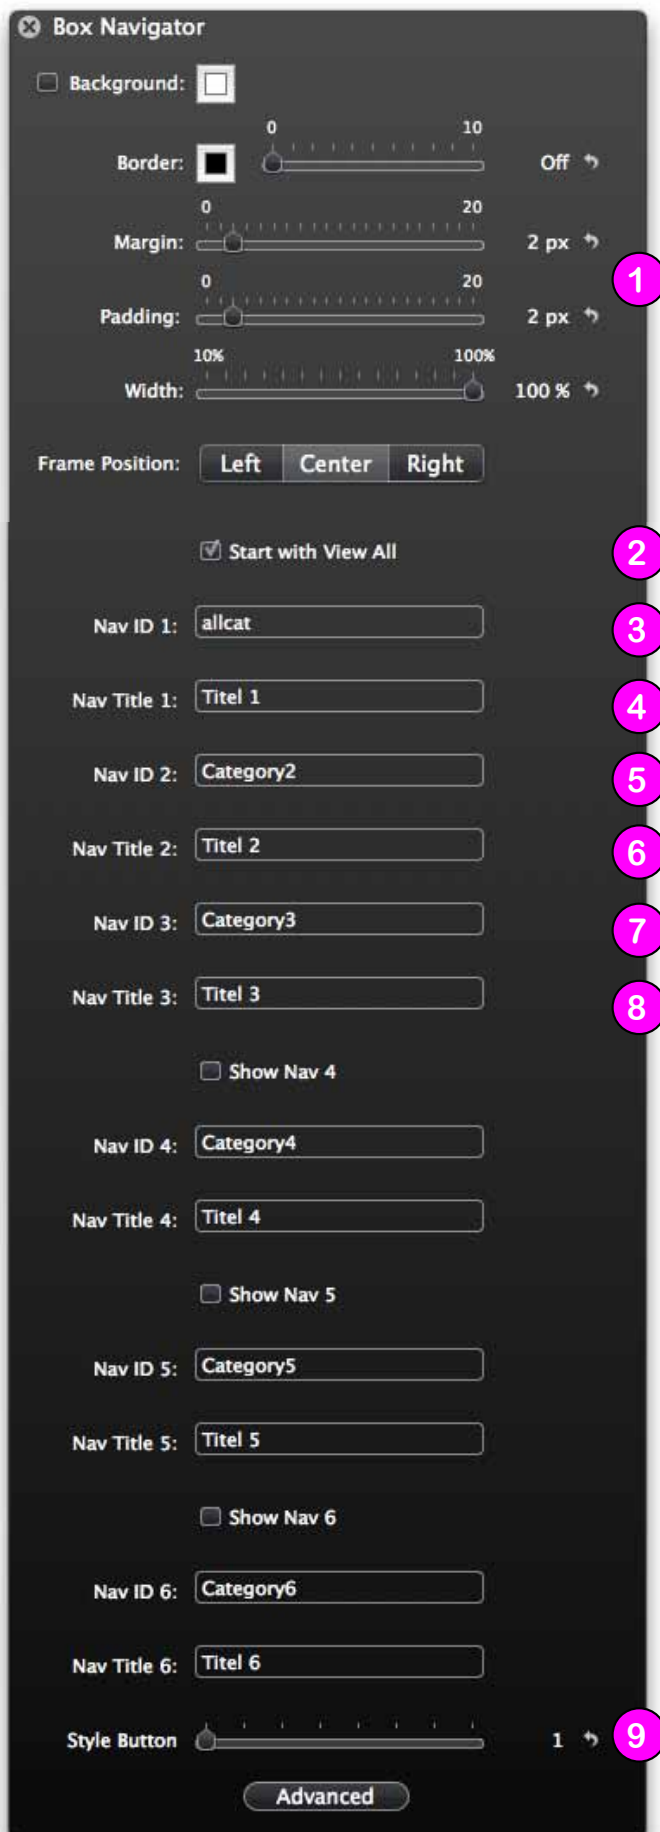 Box Navigator
Background:
0 10
Border: Off
0 20
Margin: 2 px
0 20
Padding: 2 px
1
10% 100%
Width: 100 %
Frame Position: Left Center Right
Start with View All 2
Nav ID 1: allcat 3
Nav Title 1: Titel 1 4
Nav ID 2: Category2 5
Nav Title 2: Titel 2 6
Nav ID 3: Category3 7
Nav Title 3: Titel 3 8
Show Nav 4
Nav ID 4: Category4
Nav Title 4: Titel 4
Show Nav 5
Nav ID 5: Category5
Nav Title 5: Titel 5
Show Nav 6
Nav ID 6: Category6
Nav Title 6: Titel 6
Style Button 1 9
Advanced